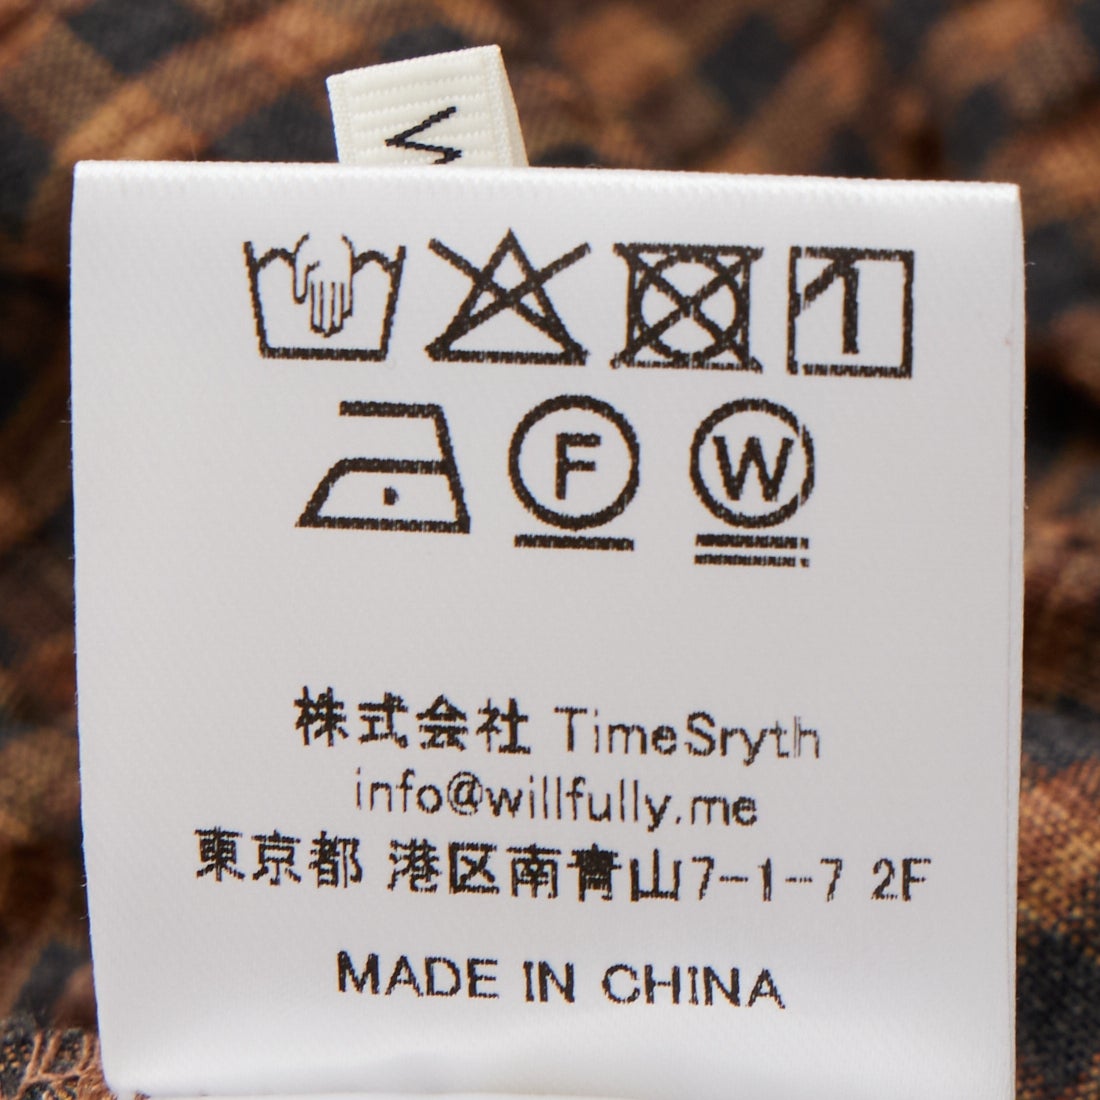 F W
株式会社 TimeSryth
info@willfully.me
東京都 港区南青山7-1-7 2F
MADE IN CHINA